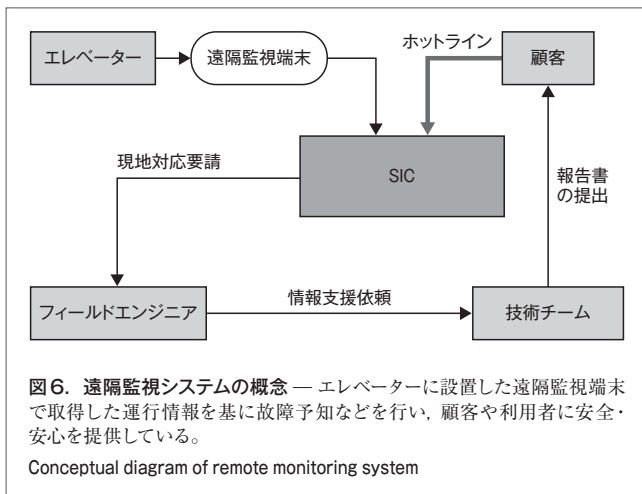 エレベーター
遠隔監視端末
ホットライン
顧客
現地対応要請
SIC
報告書
の提出
フィールドエンジニア
情報支援依頼
技術チーム
図6. 遠隔監視システムの概念 — エレベーターに設置した遠隔監視端末
で取得した運行情報を基に故障予知などを行い, 顧客や利用者に安全・
安心を提供している。
Conceptual diagram of remote monitoring system